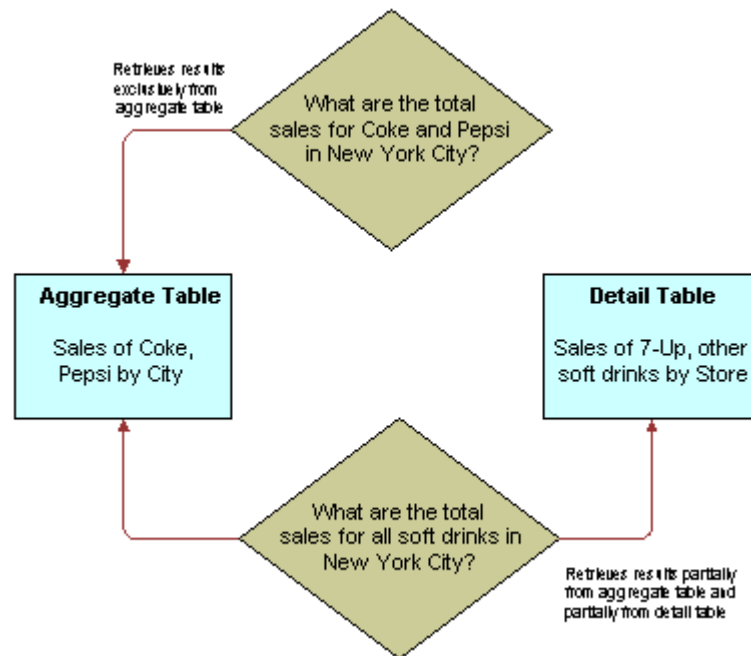 Retrieves results
exclusively from
aggregate table
What are the total
sales for Coke and Pepsi
in New York City?
Aggregate Table
Sales of Coke,
Pepsi by City
Detail Table
Sales of 7-Up, other
soft drinks by Store
What are the total
sales for all soft drinks in
New York City?
Retrieves results partially
from aggregate table and
partially from detail table